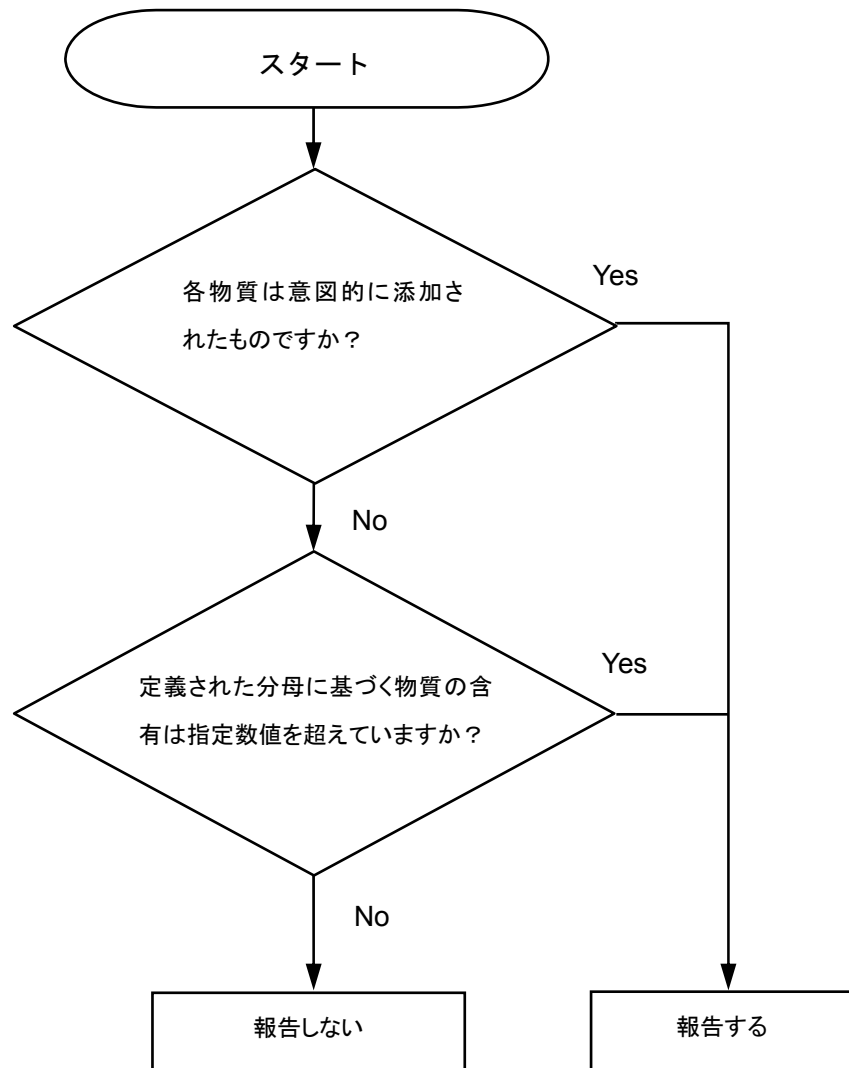 スタート
各物質は意図的に添加さ
れたものですか？
Yes
No
定義された分母に基づく物質の含
有は指定数値を超えていますか？
Yes
No
報告しない
報告する